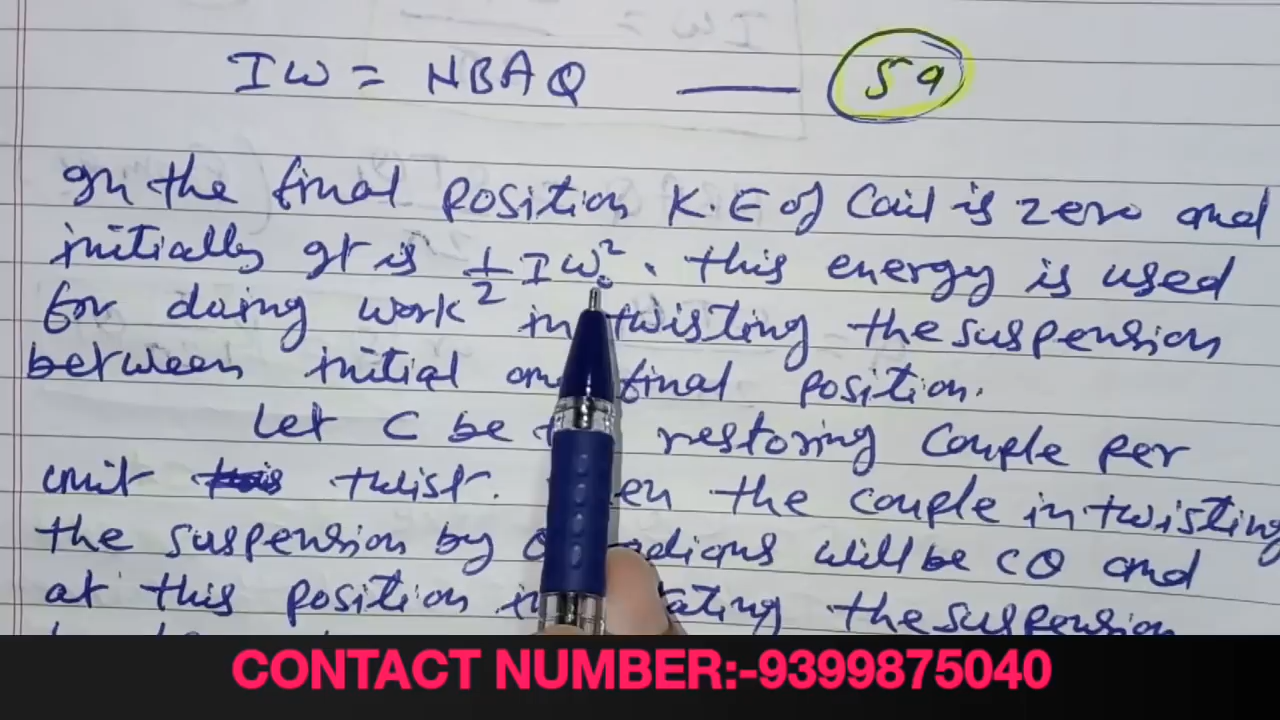 Iω = NBAQ —— 59
In the final position K.E of Coil is zero and
initially It is 1/2 Iω². This energy is used
for doing work in twisting the suspension
between initial and final position.
Let C be restoring Couple Per
unit twist. the couple in twisting
the suspension by will be Cθ and
at this position the suspension
CONTACT NUMBER:-9399875040